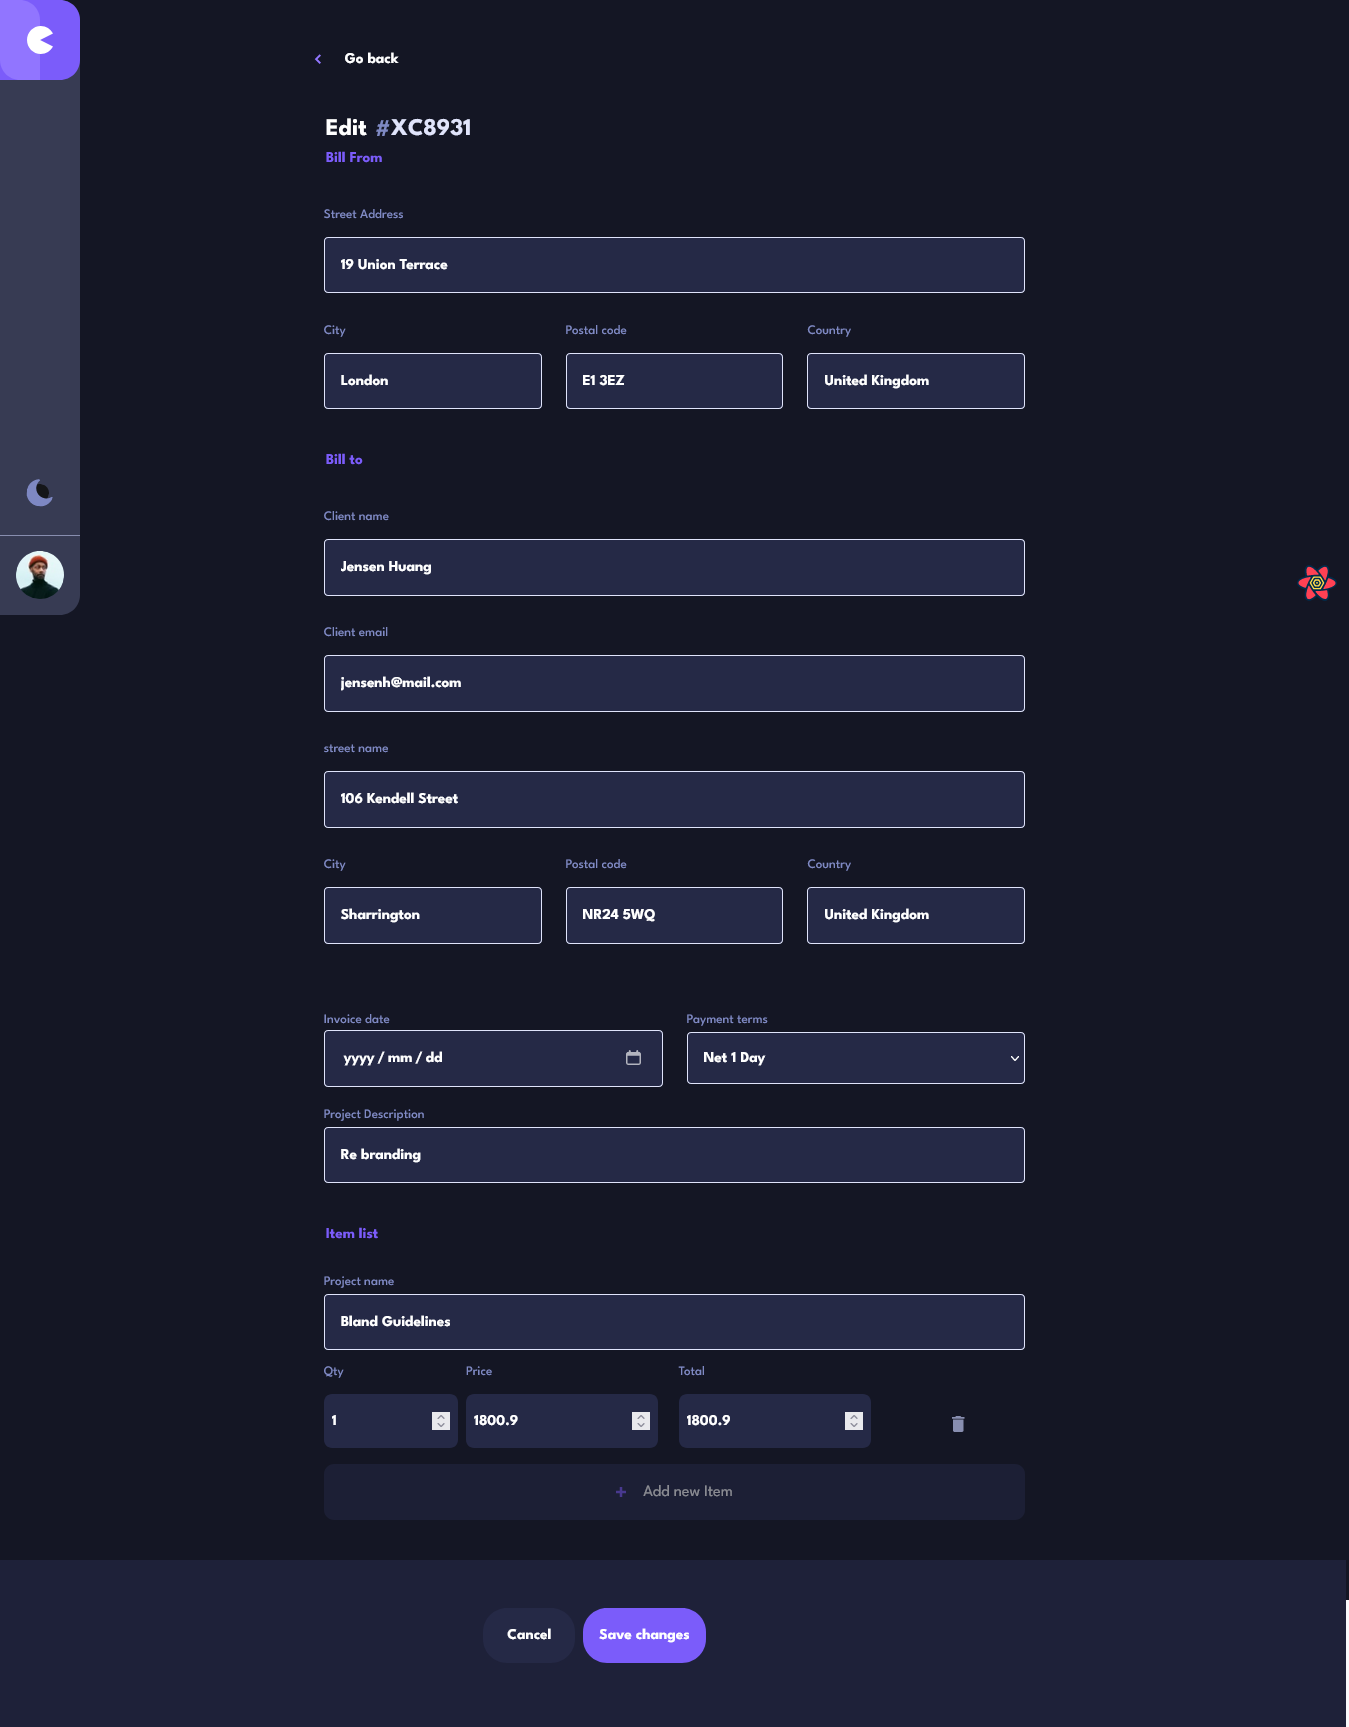 Go back
Edit #XC8931
Bill From
Street Address
19 Union Terrace
City Postal code Country
London E1 3EZ United Kingdom
Bill to
Client name
Jensen Huang
Client email
jensenh@mail.com
street name
106 Kendell Street
City Postal code Country
Sharrington NR24 5WQ United Kingdom
Invoice date Payment terms
yyyy / mm / dd Net 1 Day
Project Description
Re branding
Item list
Project name
Bland Guidelines
Qty Price Total
1 1800.9 1800.9
+ Add new Item
Cancel Save changes